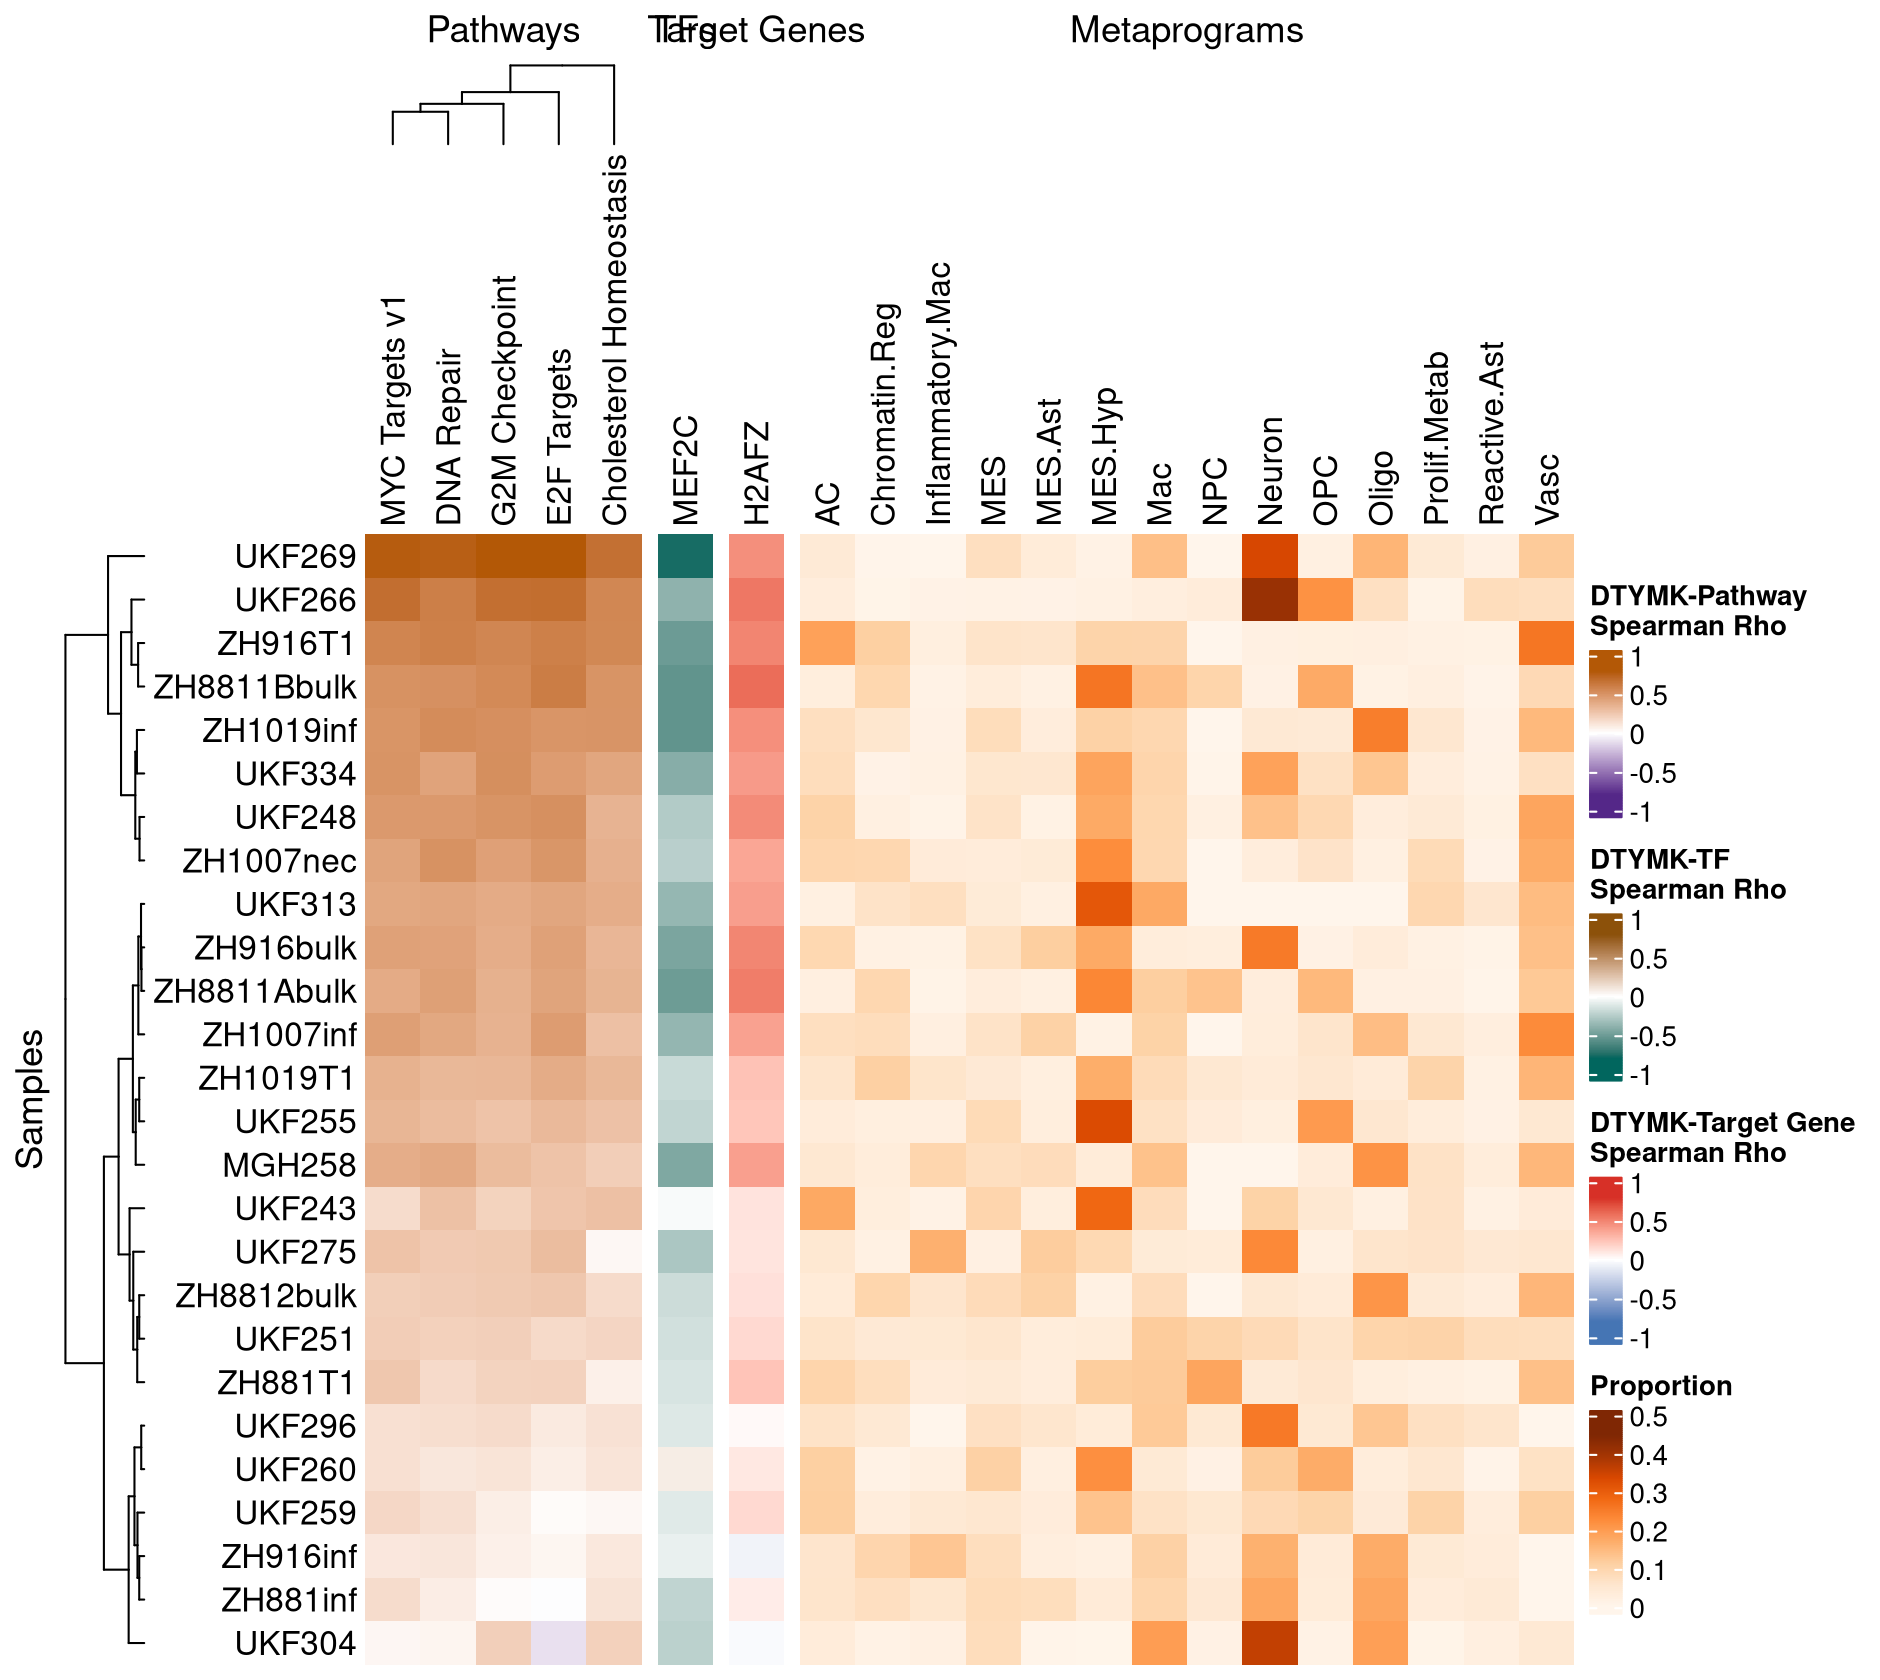 Pathways
TFs
Target Genes
Metaprograms
MYC Targets v1
DNA Repair
G2M Checkpoint
E2F Targets
Cholesterol Homeostasis
MEF2C
H2AFZ
AC
Chromatin.Reg
Inflammatory.Mac
MES
MES.Ast
MES.Hyp
Mac
NPC
Neuron
OPC
Oligo
Prolif.Metab
Reactive.Ast
Vasc
Samples
UKF269
UKF266
ZH916T1
ZH8811Bbulk
ZH1019inf
UKF334
UKF248
ZH1007nec
UKF313
ZH916bulk
ZH8811Abulk
ZH1007inf
ZH1019T1
UKF255
MGH258
UKF243
UKF275
ZH8812bulk
UKF251
ZH881T1
UKF296
UKF260
UKF259
ZH916inf
ZH881inf
UKF304
DTYMK-Pathway
Spearman Rho
1
0.5
0
-0.5
-1
DTYMK-TF
Spearman Rho
1
0.5
0
-0.5
-1
DTYMK-Target Gene
Spearman Rho
1
0.5
0
-0.5
-1
Proportion
0.5
0.4
0.3
0.2
0.1
0